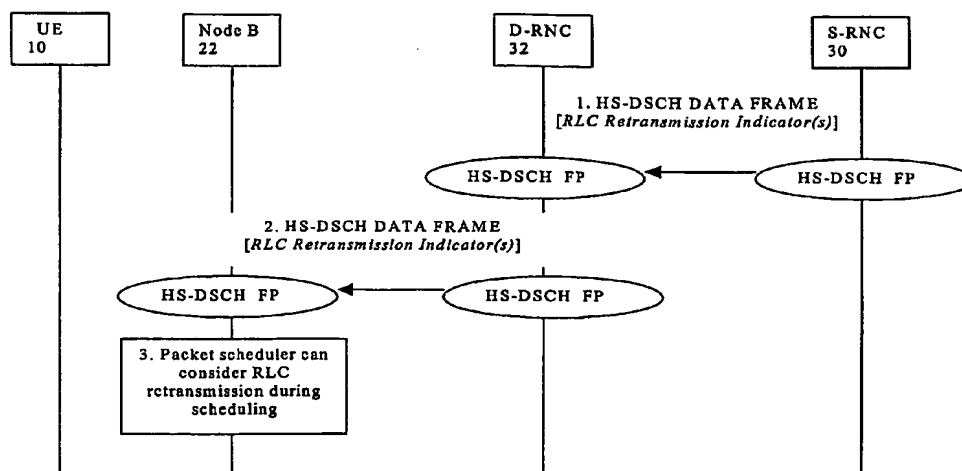 UE
10
Node B
22
D-RNC
32
S-RNC
30
1. HS-DSCH DATA FRAME
[RLC Retransmission Indicator(s)]
HS-DSCH FP
HS-DSCH FP
2. HS-DSCH DATA FRAME
[RLC Retransmission Indicator(s)]
HS-DSCH FP
HS-DSCH FP
3. Packet scheduler can
consider RLC
retransmission during
scheduling